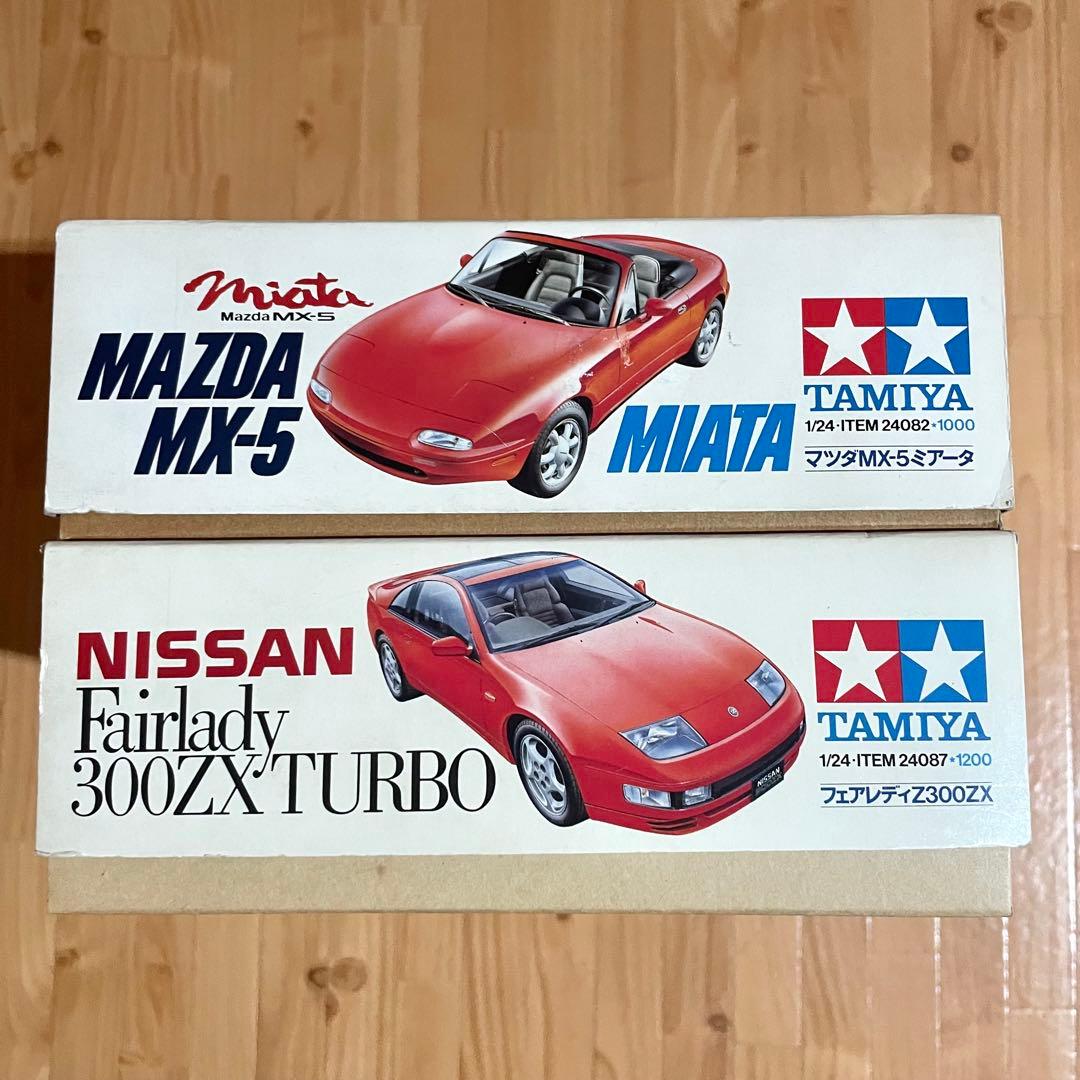 miata
Mazda MX-5
MAZDA
MX-5
MIATA
TAMIYA
1/24・ITEM 24082★1000
マツダMX-5ミアータ
NISSAN
Fairlady
300ZX TURBO
NISSAN
TAMIYA
1/24・ITEM 24087★1200
フェアレディZ300ZX